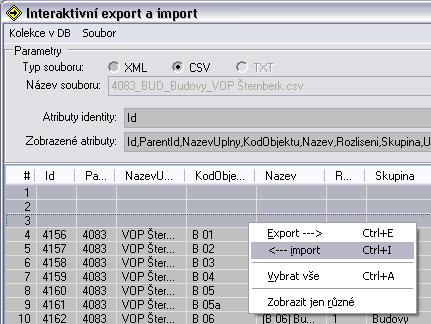 Interaktivní export a import
Kolekce v DB Soubor
Parametry
Typ souboru: XML CSV TXT
Název souboru: 4083_BUD_Budovy_VOP Šternberk.csv
Atributy identity: Id
Zobrazené atributy: Id,ParentId,NazevUplny,KodObjektu,Nazev,Rozliseni,Skupina,U
# Id Pa... NazevU... KodObje... Nazev R... Skupina
1
2
3
4 4156 4083 VOP Šter... B 01
5 4157 4083 VOP Šter... B 02
6 4158 4083 VOP Šter... B 03
7 4159 4083 VOP Šter... B 04
8 4160 4083 VOP Šter... B 05
9 4161 4083 VOP Šter... B 05a
10 4162 4083 VOP Šter... B 06 [B 06] Bu... 1 Budovy
Export ---> Ctrl+E
<--- import Ctrl+I
Vybrat vše Ctrl+A
Zobrazit jen různé